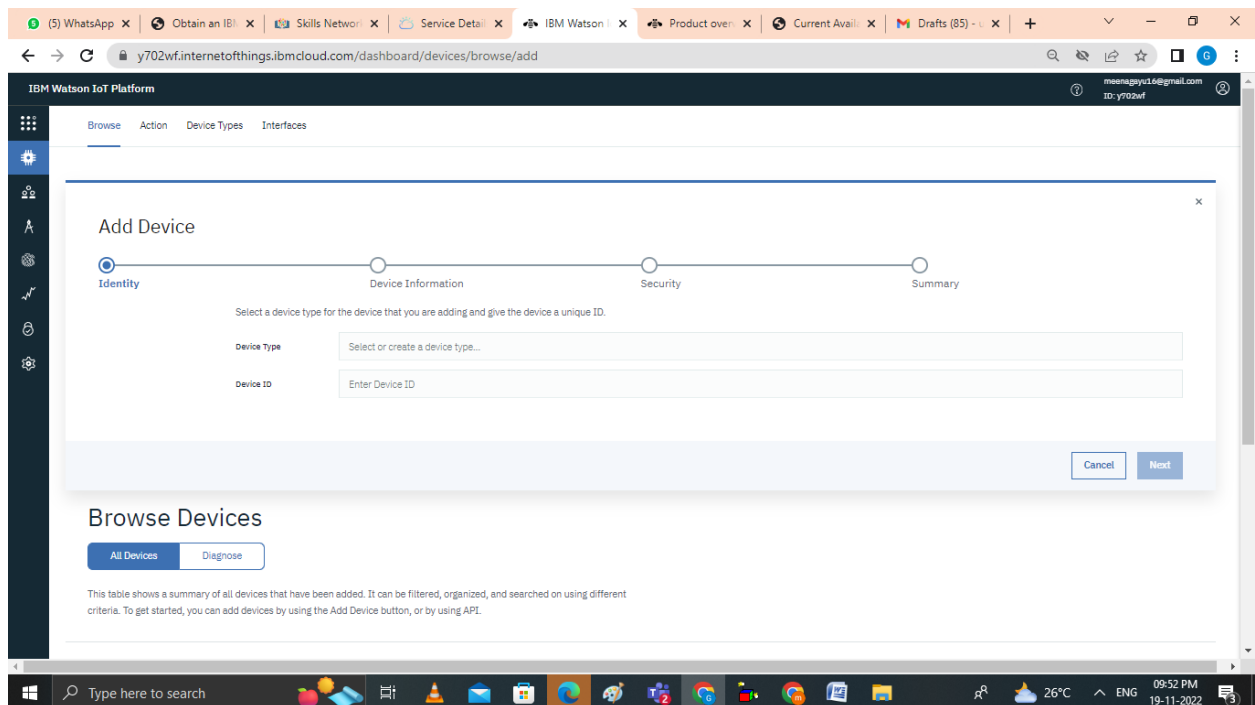 (5) WhatsApp
Obtain an IBM
Skills Network
Service Detail
IBM Watson
Product over
Current Availa
Drafts (85) -
y702wf.internetofthings.ibmcloud.com/dashboard/devices/browse/add
G
IBM Watson IoT Platform
meenagayu16@gmail.com
ID: y702wf
Browse Action Device Types Interfaces
Add Device
Identity Device Information Security Summary
Select a device type for the device that you are adding and give the device a unique ID.
Device Type Select or create a device type...
Device ID Enter Device ID
Cancel Next
Browse Devices
All Devices Diagnose
This table shows a summary of all devices that have been added. It can be filtered, organized, and searched on using different
criteria. To get started, you can add devices by using the Add Device button, or by using API.
Type here to search
26°C
ENG
09:52 PM
19-11-2022
3